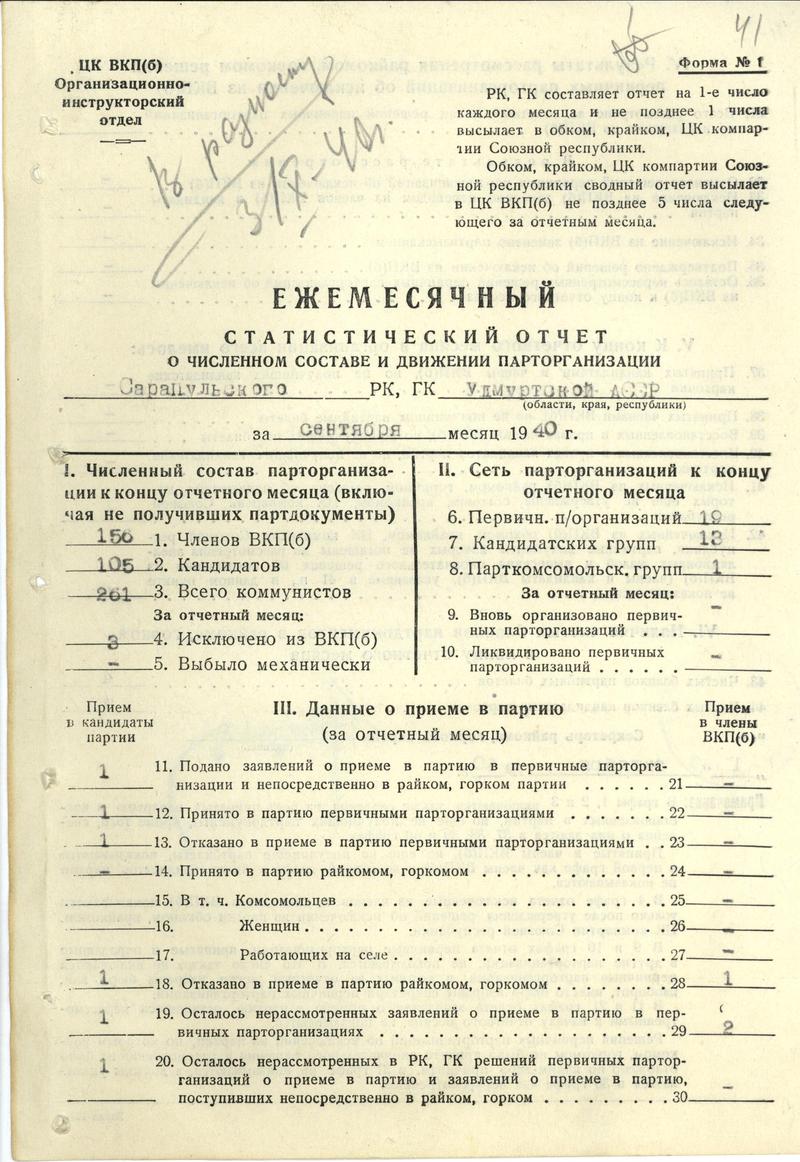 41
ЦК ВКП(б)
Организационно-
инструкторский
отдел
Форма № 1
РК, ГК составляет отчет на 1-е число
каждого месяца и не позднее 1 числа
высылает в обком, крайком, ЦК компар-
тии Союзной республики.
Обком, крайком, ЦК компартии Союз-
ной республики сводный отчет высылает
в ЦК ВКП(б) не позднее 5 числа следу-
ющего за отчетным месяца.
ЕЖЕМЕСЯЧНЫЙ
СТАТИСТИЧЕСКИЙ ОТЧЕТ
О ЧИСЛЕННОМ СОСТАВЕ И ДВИЖЕНИИ ПАРТОРГАНИЗАЦИИ
Сарапульского РК, ГК Удмуртской АССР
(области, края, республики)
за сентября месяц 1940 г.
I. Численный состав парторганиза-
ции к концу отчетного месяца (вклю-
чая не получивших партдокументы)
156 1. Членов ВКП(б)
105 2. Кандидатов
261 3. Всего коммунистов
За отчетный месяц:
3 4. Исключено из ВКП(б)
- 5. Выбыло механически
II. Сеть парторганизаций к концу
отчетного месяца
6. Первичн. п/организаций 19
7. Кандидатских групп 13
8. Парткомсомольск. групп 1
За отчетный месяц:
9. Вновь организовано первич-
ных парторганизаций . . . -
10. Ликвидировано первичных
парторганизаций . . . . . . -
Прием
в кандидаты
партии
III. Данные о приеме в партию
(за отчетный месяц)
Прием
в члены
ВКП(б)
1 11. Подано заявлений о приеме в партию в первичные парторга-
низации и непосредственно в райком, горком партии . . . . . . 21 -
1 12. Принято в партию первичными парторганизациями . . . . . . . 22 -
1 13. Отказано в приеме в партию первичными парторганизациями . . 23 -
- 14. Принято в партию райкомом, горкомом . . . . . . . . . . . . . 24 -
15. В т. ч. Комсомольцев . . . . . . . . . . . . . . . . . . . . . 25 -
16. Женщин . . . . . . . . . . . . . . . . . . . . . . . . 26 -
17. Работающих на селе . . . . . . . . . . . . . . . . . . 27 -
1 18. Отказано в приеме в партию райкомом, горкомом . . . . . . . . 28 1
1 19. Осталось нерассмотренных заявлений о приеме в партию в пер-
вичных парторганизациях . . . . . . . . . . . . . . . . . . . 29 2
1 20. Осталось нерассмотренных в РК, ГК решений первичных партор-
ганизаций о приеме в партию и заявлений о приеме в партию,
поступивших непосредственно в райком, горком . . . . . . . . . 30 -